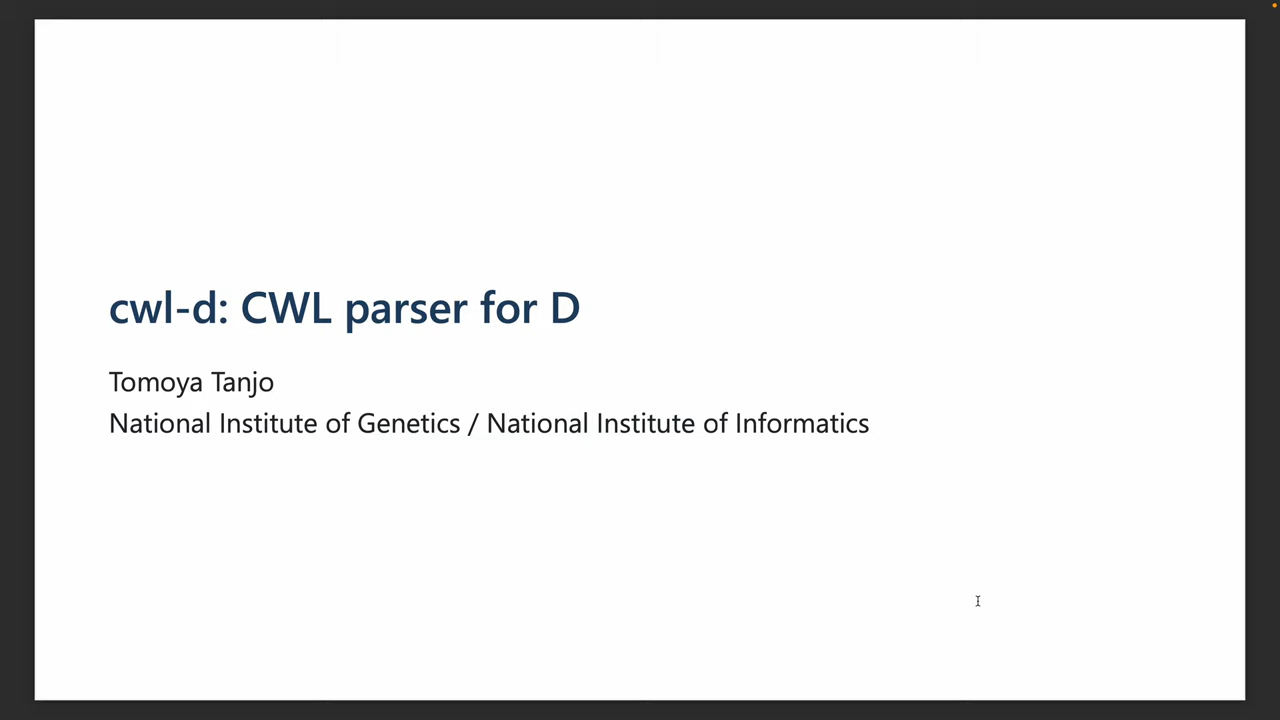 cwl-d: CWL parser for D
Tomoya Tanjo
National Institute of Genetics / National Institute of Informatics